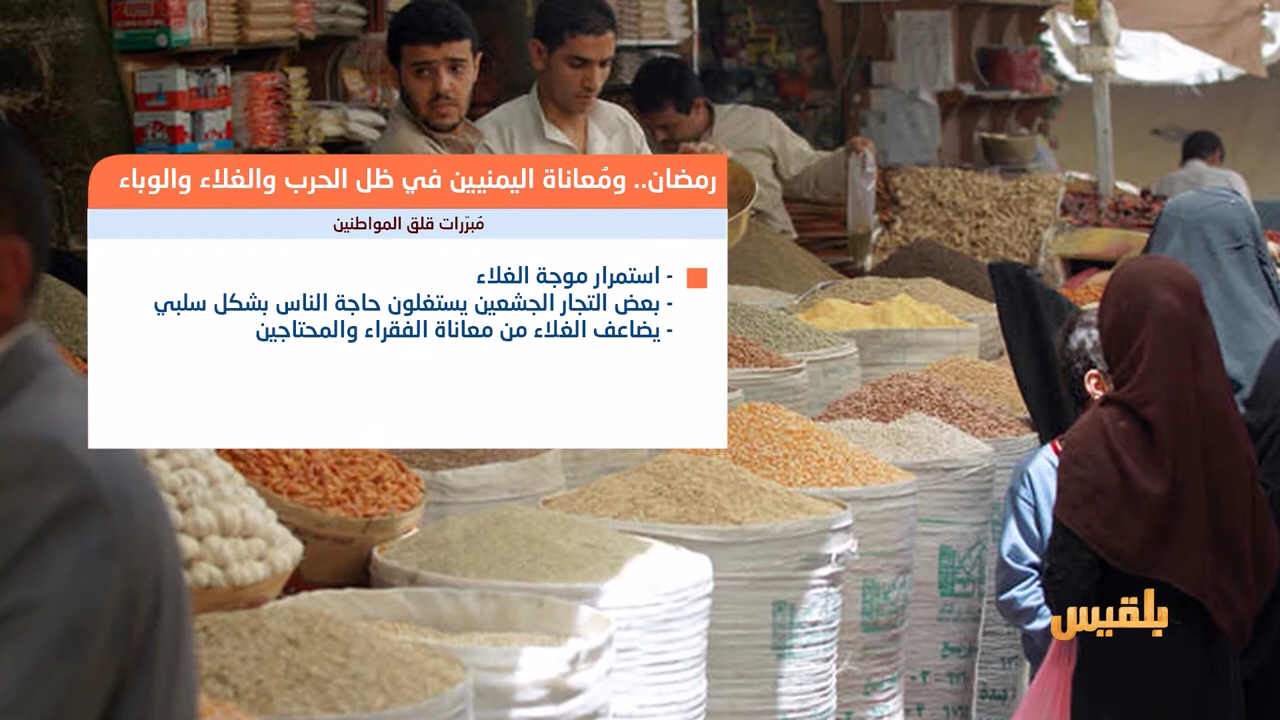 رمضان.. ومُعاناة اليمنيين في ظل الحرب والغلاء والوباء
مُبرّرات قلق المواطنين
- استمرار موجة الغلاء
- بعض التجار الجشعين يستغلون حاجة الناس بشكل سلبي
- يضاعف الغلاء من معاناة الفقراء والمحتاجين
بلقيس